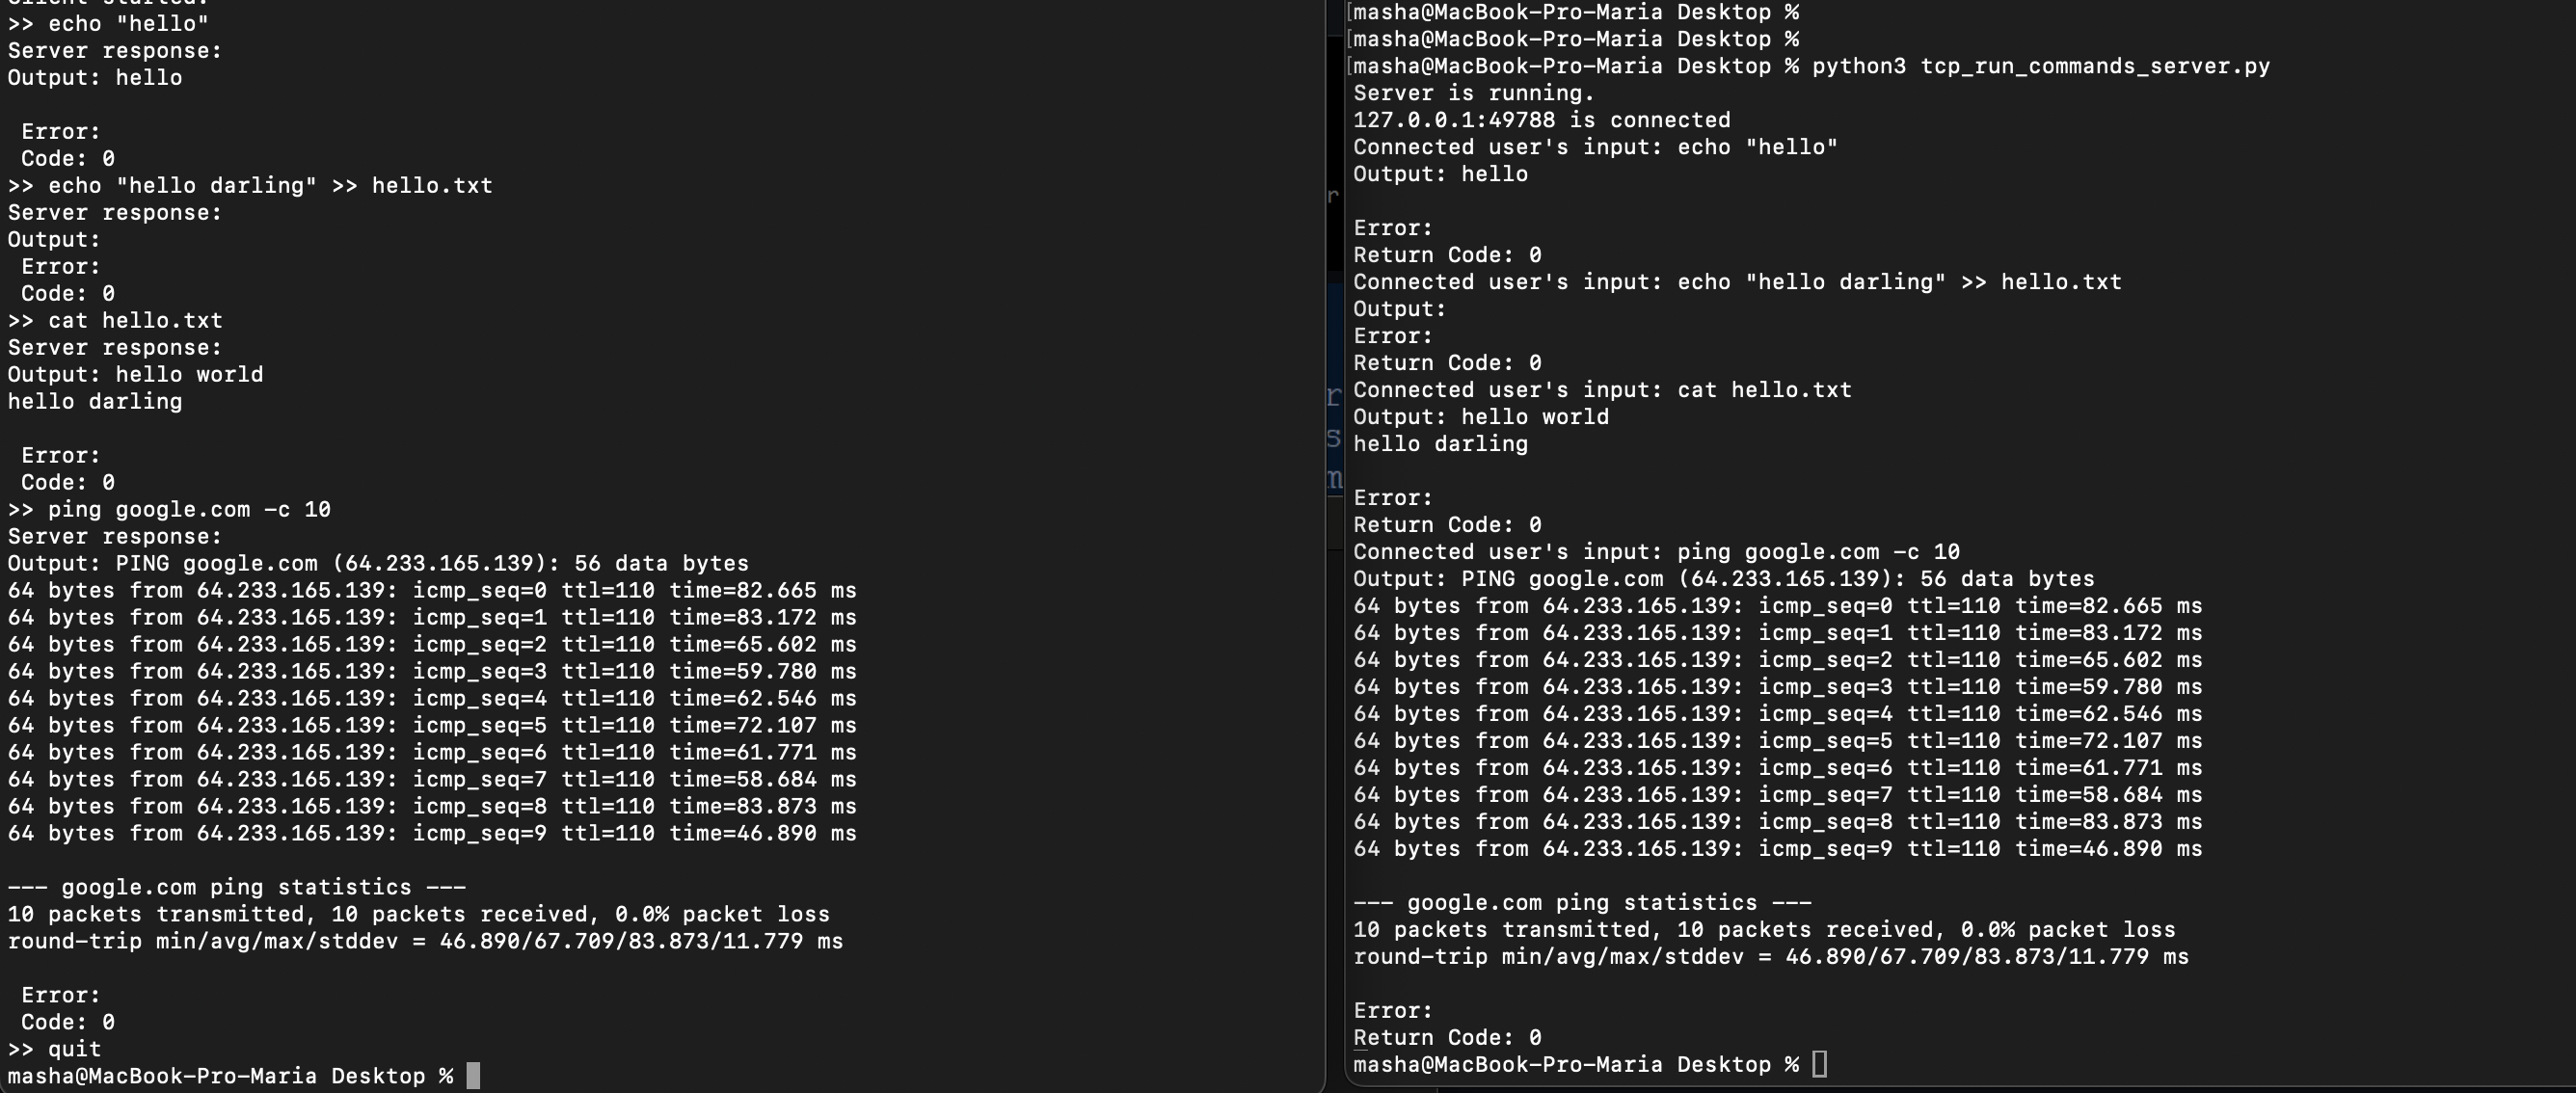 Client started.
>> echo "hello"
Server response:
Output: hello

 Error:
 Code: 0
>> echo "hello darling" >> hello.txt
Server response:
Output:
 Error:
 Code: 0
>> cat hello.txt
Server response:
Output: hello world
hello darling

 Error:
 Code: 0
>> ping google.com -c 10
Server response:
Output: PING google.com (64.233.165.139): 56 data bytes
64 bytes from 64.233.165.139: icmp_seq=0 ttl=110 time=82.665 ms
64 bytes from 64.233.165.139: icmp_seq=1 ttl=110 time=83.172 ms
64 bytes from 64.233.165.139: icmp_seq=2 ttl=110 time=65.602 ms
64 bytes from 64.233.165.139: icmp_seq=3 ttl=110 time=59.780 ms
64 bytes from 64.233.165.139: icmp_seq=4 ttl=110 time=62.546 ms
64 bytes from 64.233.165.139: icmp_seq=5 ttl=110 time=72.107 ms
64 bytes from 64.233.165.139: icmp_seq=6 ttl=110 time=61.771 ms
64 bytes from 64.233.165.139: icmp_seq=7 ttl=110 time=58.684 ms
64 bytes from 64.233.165.139: icmp_seq=8 ttl=110 time=83.873 ms
64 bytes from 64.233.165.139: icmp_seq=9 ttl=110 time=46.890 ms

--- google.com ping statistics ---
10 packets transmitted, 10 packets received, 0.0% packet loss
round-trip min/avg/max/stddev = 46.890/67.709/83.873/11.779 ms

 Error:
 Code: 0
>> quit
masha@MacBook-Pro-Maria Desktop %
r
r
s
m
[masha@MacBook-Pro-Maria Desktop %
[masha@MacBook-Pro-Maria Desktop %
[masha@MacBook-Pro-Maria Desktop % python3 tcp_run_commands_server.py
Server is running.
127.0.0.1:49788 is connected
Connected user's input: echo "hello"
Output: hello

Error:
Return Code: 0
Connected user's input: echo "hello darling" >> hello.txt
Output:
Error:
Return Code: 0
Connected user's input: cat hello.txt
Output: hello world
hello darling

Error:
Return Code: 0
Connected user's input: ping google.com -c 10
Output: PING google.com (64.233.165.139): 56 data bytes
64 bytes from 64.233.165.139: icmp_seq=0 ttl=110 time=82.665 ms
64 bytes from 64.233.165.139: icmp_seq=1 ttl=110 time=83.172 ms
64 bytes from 64.233.165.139: icmp_seq=2 ttl=110 time=65.602 ms
64 bytes from 64.233.165.139: icmp_seq=3 ttl=110 time=59.780 ms
64 bytes from 64.233.165.139: icmp_seq=4 ttl=110 time=62.546 ms
64 bytes from 64.233.165.139: icmp_seq=5 ttl=110 time=72.107 ms
64 bytes from 64.233.165.139: icmp_seq=6 ttl=110 time=61.771 ms
64 bytes from 64.233.165.139: icmp_seq=7 ttl=110 time=58.684 ms
64 bytes from 64.233.165.139: icmp_seq=8 ttl=110 time=83.873 ms
64 bytes from 64.233.165.139: icmp_seq=9 ttl=110 time=46.890 ms

--- google.com ping statistics ---
10 packets transmitted, 10 packets received, 0.0% packet loss
round-trip min/avg/max/stddev = 46.890/67.709/83.873/11.779 ms

Error:
Return Code: 0
masha@MacBook-Pro-Maria Desktop %